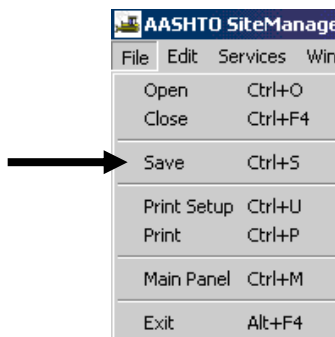 AASHTO SiteManage
File Edit Services Win
Open Ctrl+O
Close Ctrl+F4
Save Ctrl+S
Print Setup Ctrl+U
Print Ctrl+P
Main Panel Ctrl+M
Exit Alt+F4